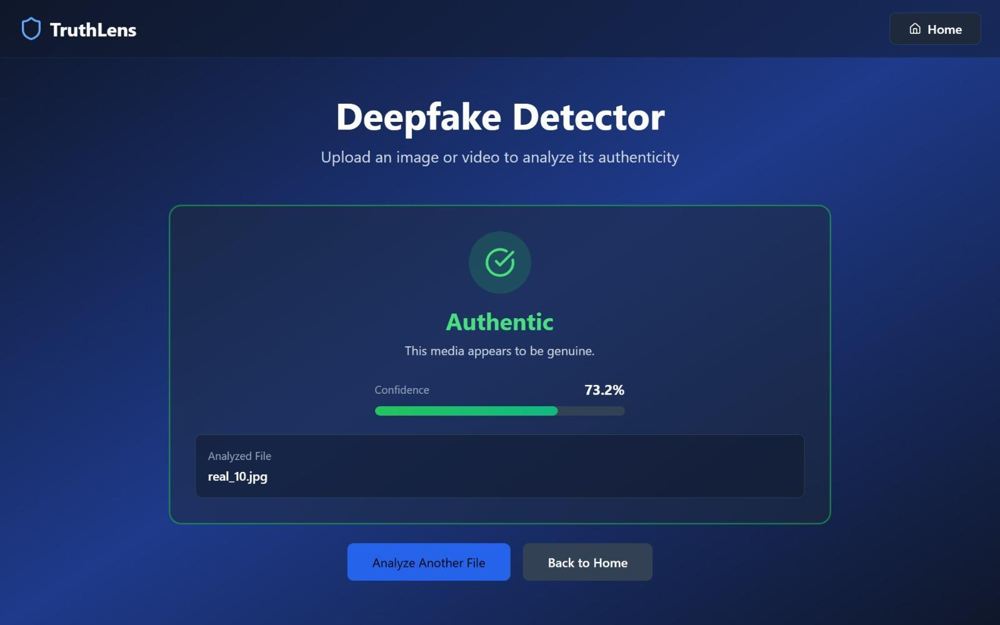 TruthLens
Home
Deepfake Detector
Upload an image or video to analyze its authenticity
Authentic
This media appears to be genuine.
Confidence 73.2%
Analyzed File
real_10.jpg
Analyze Another File
Back to Home